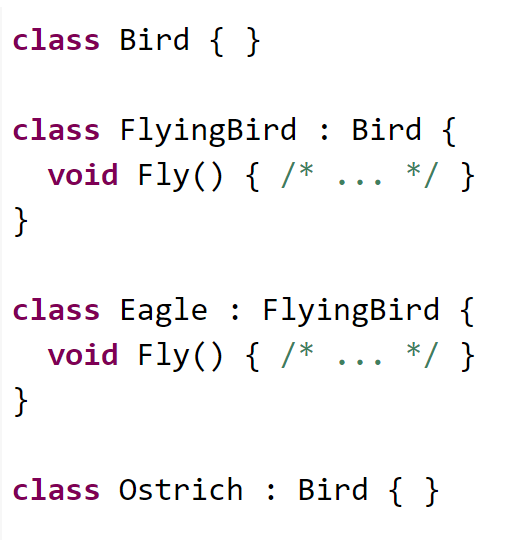 class Bird { }
class FlyingBird : Bird {
  void Fly() { /* ... */ }
}
class Eagle : FlyingBird {
  void Fly() { /* ... */ }
}
class Ostrich : Bird { }